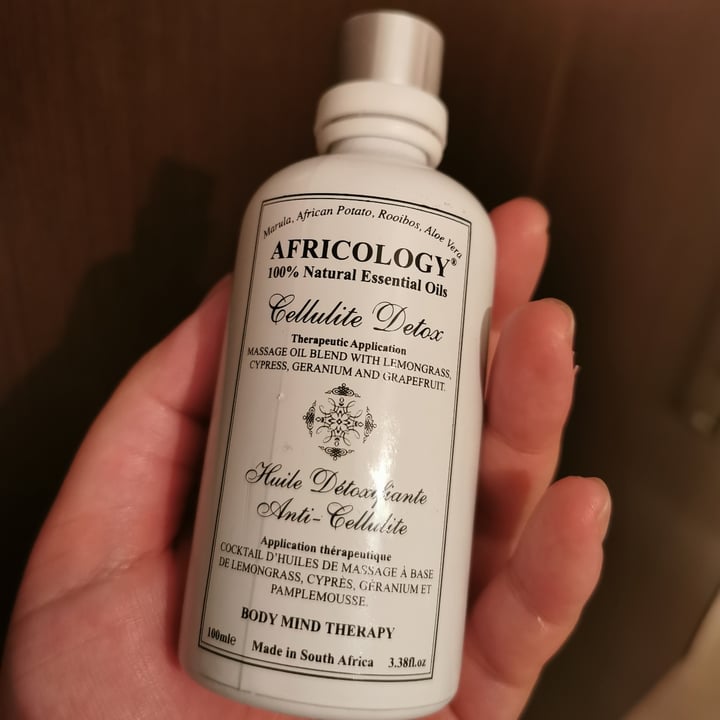 Marula, African Potato, Rooibos, Aloe Vera
AFRICOLOGY®
100% Natural Essential Oils
Cellulite Detox
Therapeutic Application
MASSAGE OIL BLEND WITH LEMONGRASS,
CYPRESS, GERANIUM AND GRAPEFRUIT.
Huile Détoxifiante
Anti-Cellulite
Application thérapeutique
COCKTAIL D'HUILES DE MASSAGE À BASE
DE LEMONGRASS, CYPRÈS, GÉRANIUM ET
PAMPLEMOUSSE.
BODY MIND THERAPY
100ml℮ Made in South Africa 3.38fl.oz